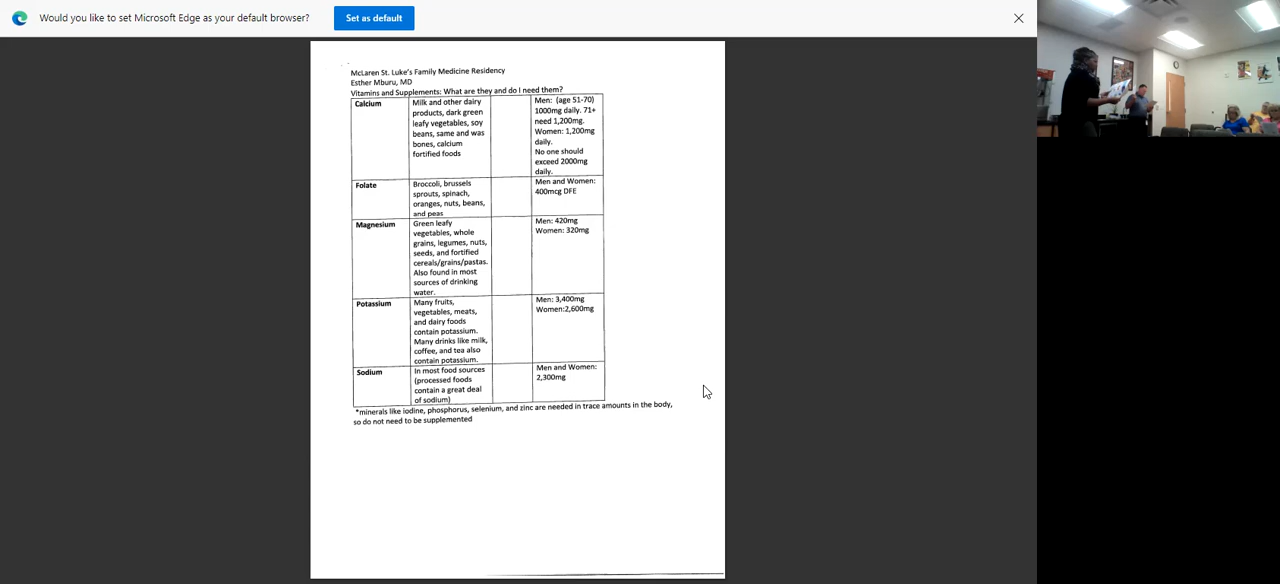 Would you like to set Microsoft Edge as your default browser?
Set as default
McLaren St. Luke's Family Medicine Residency
Esther Mburu, MD
Vitamins and Supplements: What are they and do I need them?
Calcium
Milk and other dairy
products, dark green
leafy vegetables, soy
beans, same and was
bones, calcium
fortified foods
Men: (age 51-70)
1000mg daily. 71+
need 1,200mg.
Women: 1,200mg
daily.
No one should
exceed 2000mg
daily.
Folate
Broccoli, brussels
sprouts, spinach,
oranges, nuts, beans,
and peas
Men and Women:
400mcg DFE
Magnesium
Green leafy
vegetables, whole
grains, legumes, nuts,
seeds, and fortified
cereals/grains/pastas.
Also found in most
sources of drinking
water.
Men: 420mg
Women: 320mg
Potassium
Many fruits,
vegetables, meats,
and dairy foods
contain potassium.
Many drinks like milk,
coffee, and tea also
contain potassium.
Men: 3,400mg
Women:2,600mg
Sodium
In most food sources
(processed foods
contain a great deal
of sodium)
Men and Women:
2,300mg
*minerals like iodine, phosphorus, selenium, and zinc are needed in trace amounts in the body,
so do not need to be supplemented